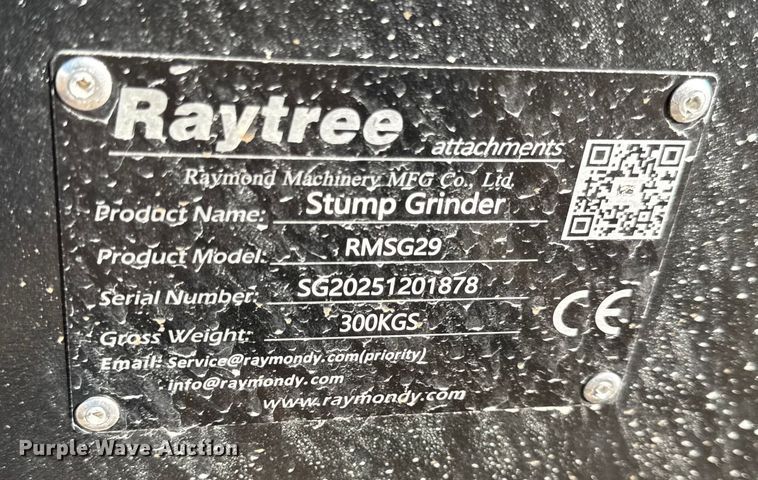 Raytree
attachments
Raymond Machinery MFG Co., Ltd
Product Name: Stump Grinder
Product Model: RMSG29
Serial Number: SG20251201878
Gross Weight: 300KGS
Email: Service@raymondy.com(priority)
info@raymondy.com
www.raymondy.com
CE
Purple Wave Auction